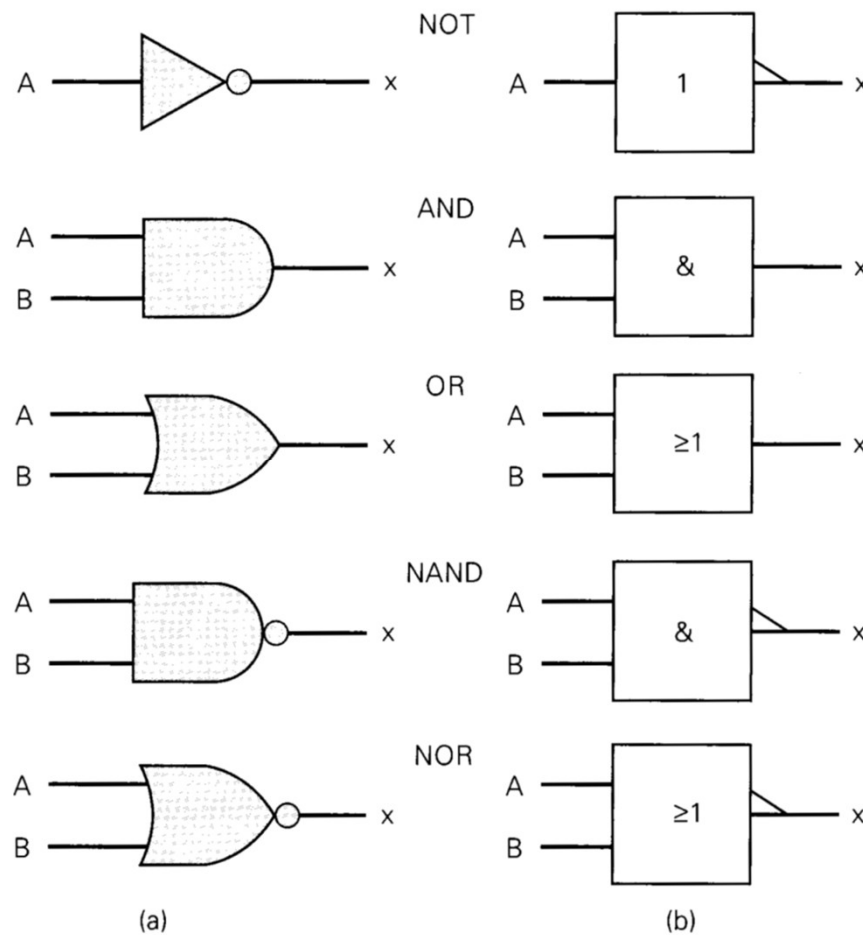 NOT
A x A 1 x
AND
A A
x & x
B B
OR
A A
x ≥1 x
B B
NAND
A A
x & x
B B
NOR
A A
x ≥1 x
B B
(a) (b)